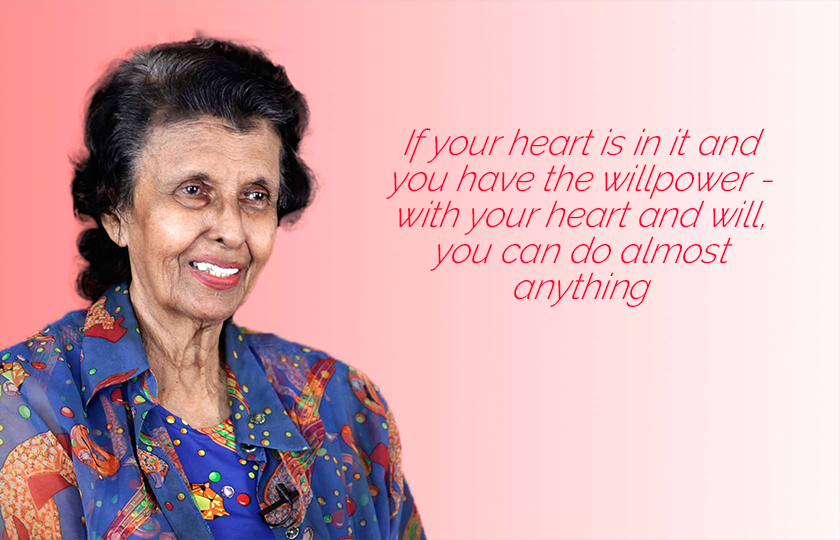 If your heart is in it and
you have the willpower -
with your heart and will,
you can do almost
anything